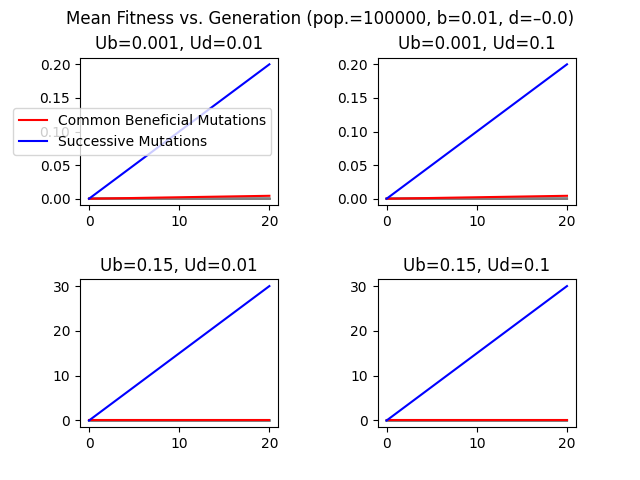 Mean Fitness vs. Generation (pop.=100000, b=0.01, d=–0.0)
Ub=0.001, Ud=0.01
0.20
0.15
0.10
0.05
0.00
0 10 20
Common Beneficial Mutations
Successive Mutations
Ub=0.001, Ud=0.1
0.20
0.15
0.10
0.05
0.00
0 10 20
Ub=0.15, Ud=0.01
30
20
10
0
0 10 20
Ub=0.15, Ud=0.1
30
20
10
0
0 10 20